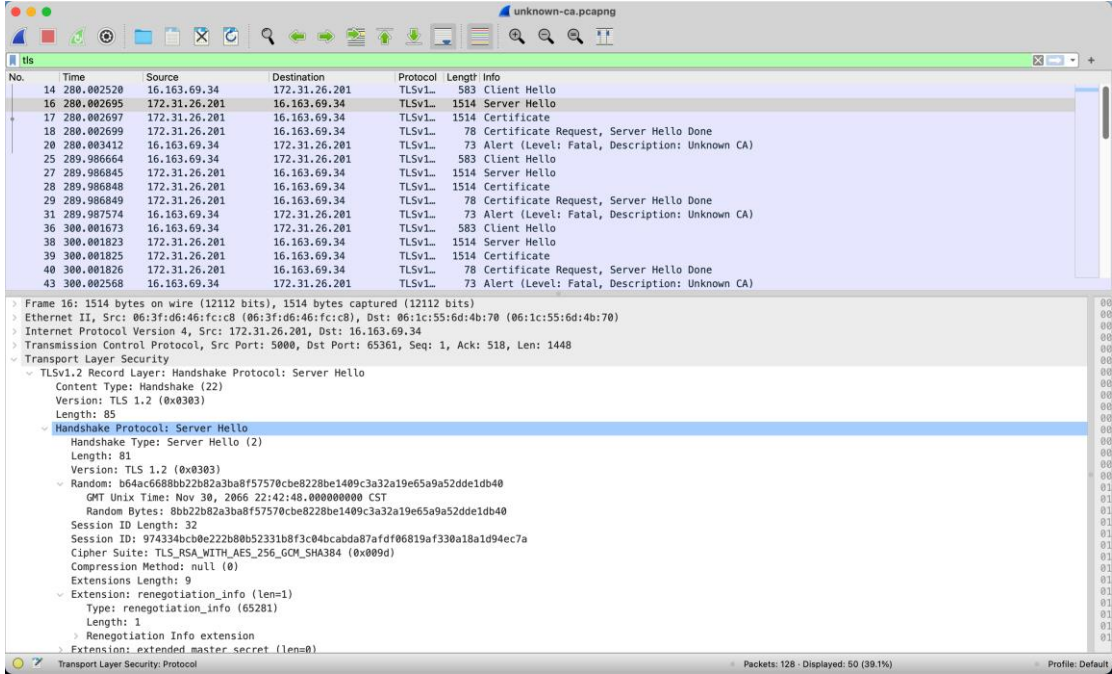 unknown-ca.pcapng
tls
No. Time Source Destination Protocol Length Info
14 280.002520 16.163.69.34 172.31.26.201 TLSv1… 583 Client Hello
16 280.002695 172.31.26.201 16.163.69.34 TLSv1… 1514 Server Hello
17 280.002697 172.31.26.201 16.163.69.34 TLSv1… 1514 Certificate
18 280.002699 172.31.26.201 16.163.69.34 TLSv1… 78 Certificate Request, Server Hello Done
20 280.003412 16.163.69.34 172.31.26.201 TLSv1… 73 Alert (Level: Fatal, Description: Unknown CA)
25 289.986664 16.163.69.34 172.31.26.201 TLSv1… 583 Client Hello
27 289.986845 172.31.26.201 16.163.69.34 TLSv1… 1514 Server Hello
28 289.986848 172.31.26.201 16.163.69.34 TLSv1… 1514 Certificate
29 289.986849 172.31.26.201 16.163.69.34 TLSv1… 78 Certificate Request, Server Hello Done
31 289.987574 16.163.69.34 172.31.26.201 TLSv1… 73 Alert (Level: Fatal, Description: Unknown CA)
36 300.001673 16.163.69.34 172.31.26.201 TLSv1… 583 Client Hello
38 300.001823 172.31.26.201 16.163.69.34 TLSv1… 1514 Server Hello
39 300.001825 172.31.26.201 16.163.69.34 TLSv1… 1514 Certificate
40 300.001826 172.31.26.201 16.163.69.34 TLSv1… 78 Certificate Request, Server Hello Done
43 300.002568 16.163.69.34 172.31.26.201 TLSv1… 73 Alert (Level: Fatal, Description: Unknown CA)
Frame 16: 1514 bytes on wire (12112 bits), 1514 bytes captured (12112 bits)
Ethernet II, Src: 06:3f:d6:46:fc:c8 (06:3f:d6:46:fc:c8), Dst: 06:1c:55:6d:4b:70 (06:1c:55:6d:4b:70)
Internet Protocol Version 4, Src: 172.31.26.201, Dst: 16.163.69.34
Transmission Control Protocol, Src Port: 5000, Dst Port: 65361, Seq: 1, Ack: 518, Len: 1448
Transport Layer Security
TLSv1.2 Record Layer: Handshake Protocol: Server Hello
Content Type: Handshake (22)
Version: TLS 1.2 (0x0303)
Length: 85
Handshake Protocol: Server Hello
Handshake Type: Server Hello (2)
Length: 81
Version: TLS 1.2 (0x0303)
Random: b64ac6688bb22b82a3ba8f57570cbe8228be1409c3a32a19e65a9a52dde1db40
GMT Unix Time: Nov 30, 2066 22:42:48.000000000 CST
Random Bytes: 8bb22b82a3ba8f57570cbe8228be1409c3a32a19e65a9a52dde1db40
Session ID Length: 32
Session ID: 974334bcb0e222b80b52331b8f3c04bcabda87afdf06819af330a18a1d94ec7a
Cipher Suite: TLS_RSA_WITH_AES_256_GCM_SHA384 (0x009d)
Compression Method: null (0)
Extensions Length: 9
Extension: renegotiation_info (len=1)
Type: renegotiation_info (65281)
Length: 1
Renegotiation Info extension
Extension: extended_master_secret (len=0)
Transport Layer Security: Protocol
Packets: 128 · Displayed: 50 (39.1%)
Profile: Default